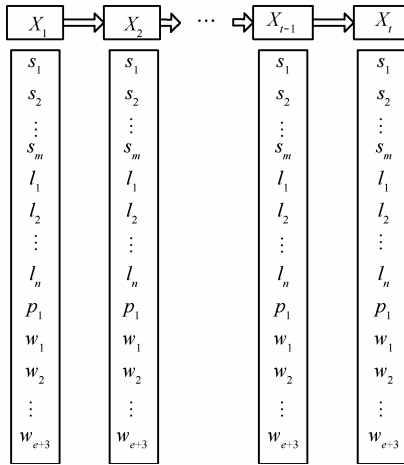 X₁ X₂ ⋯ Xₜ₋₁ Xₜ
s₁ s₁ s₁ s₁
s₂ s₂ s₂ s₂
⋮ ⋮ ⋮ ⋮
sₘ sₘ sₘ sₘ
l₁ l₁ l₁ l₁
l₂ l₂ l₂ l₂
⋮ ⋮ ⋮ ⋮
lₙ lₙ lₙ lₙ
p₁ p₁ p₁ p₁
w₁ w₁ w₁ w₁
w₂ w₂ w₂ w₂
⋮ ⋮ ⋮ ⋮
wₑ₊₃ wₑ₊₃ wₑ₊₃ wₑ₊₃